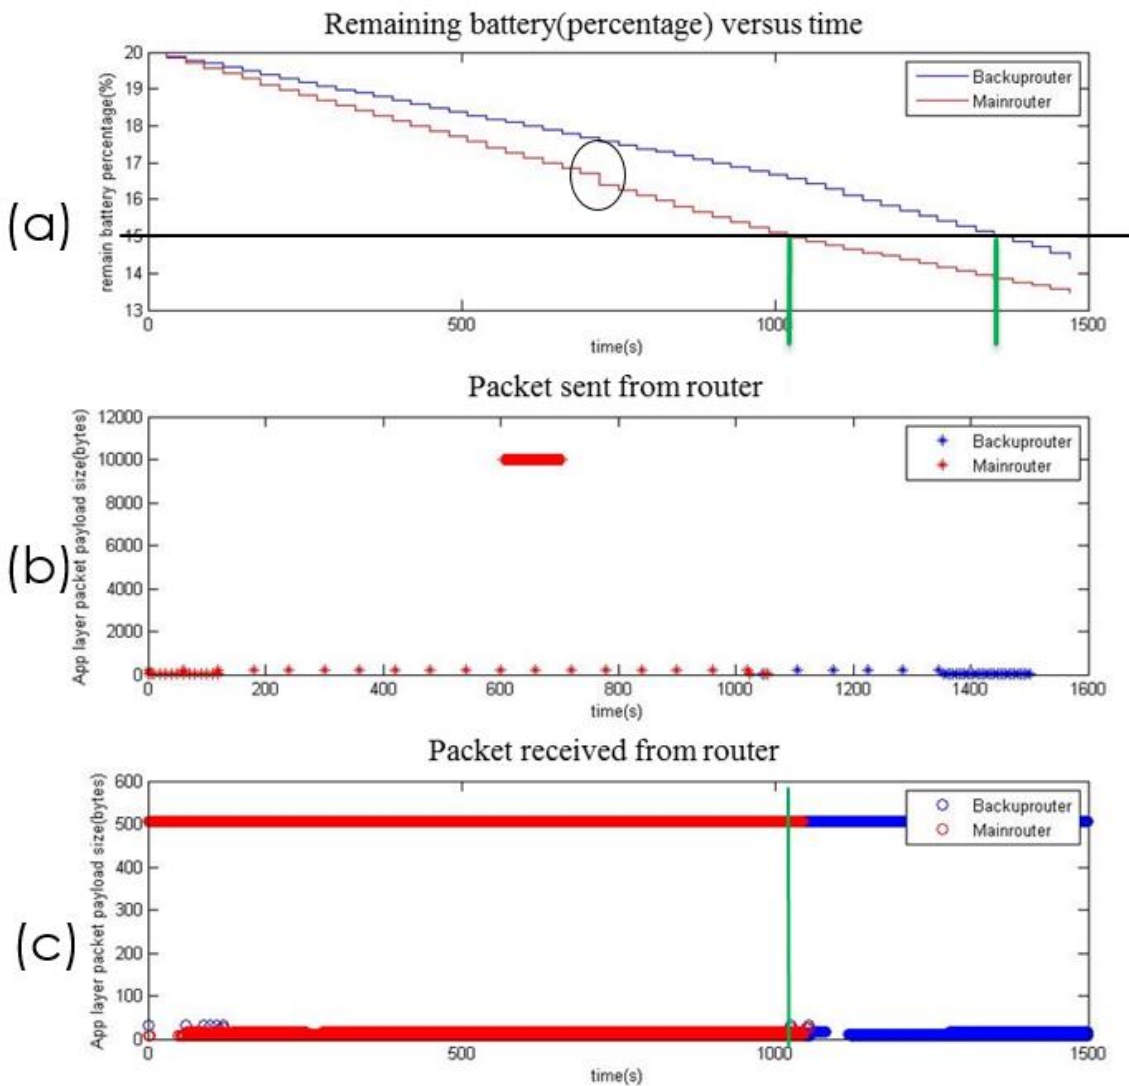 Remaining battery(percentage) versus time
(a)
remain battery percentage(%)
20
19
18
17
16
15
14
13
0
500
1000
1500
time(s)
Backuprouter
Mainrouter
Packet sent from router
(b)
App layer packet payload size(bytes)
12000
10000
8000
6000
4000
2000
0
0
200
400
600
800
1000
1200
1400
1600
time(s)
Backuprouter
Mainrouter
Packet received from router
(c)
App layer packet payload size(bytes)
600
500
400
300
200
100
0
0
500
1000
1500
time(s)
Backuprouter
Mainrouter